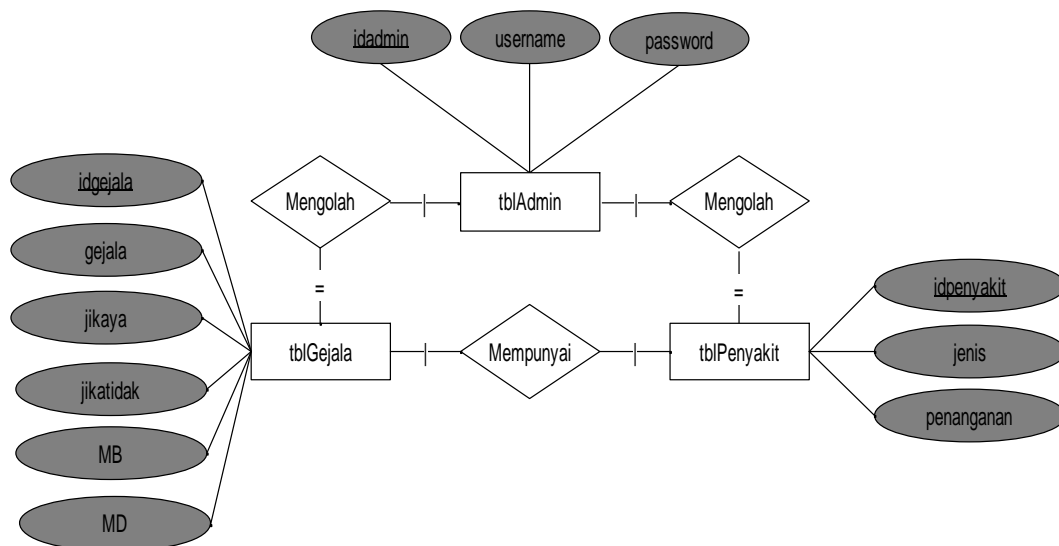 idadmin
username
password
idgejala
Mengolah
tblAdmin
Mengolah
gejala
idpenyakit
jikaya
tblGejala
Mempunyai
tblPenyakit
jenis
jikatidak
penanganan
MB
MD